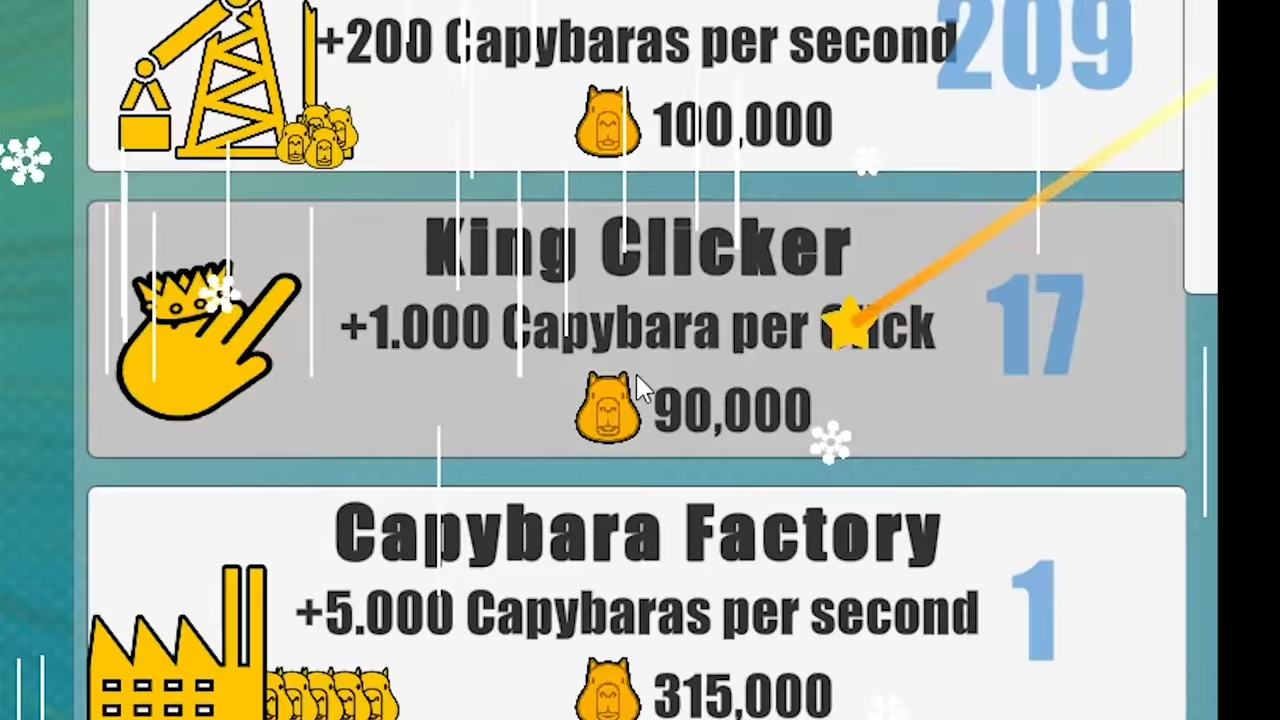 +200 Capybaras per second
209
100,000
King Clicker
+1.000 Capybara per Click
17
90,000
Capybara Factory
+5.000 Capybaras per second
1
315,000